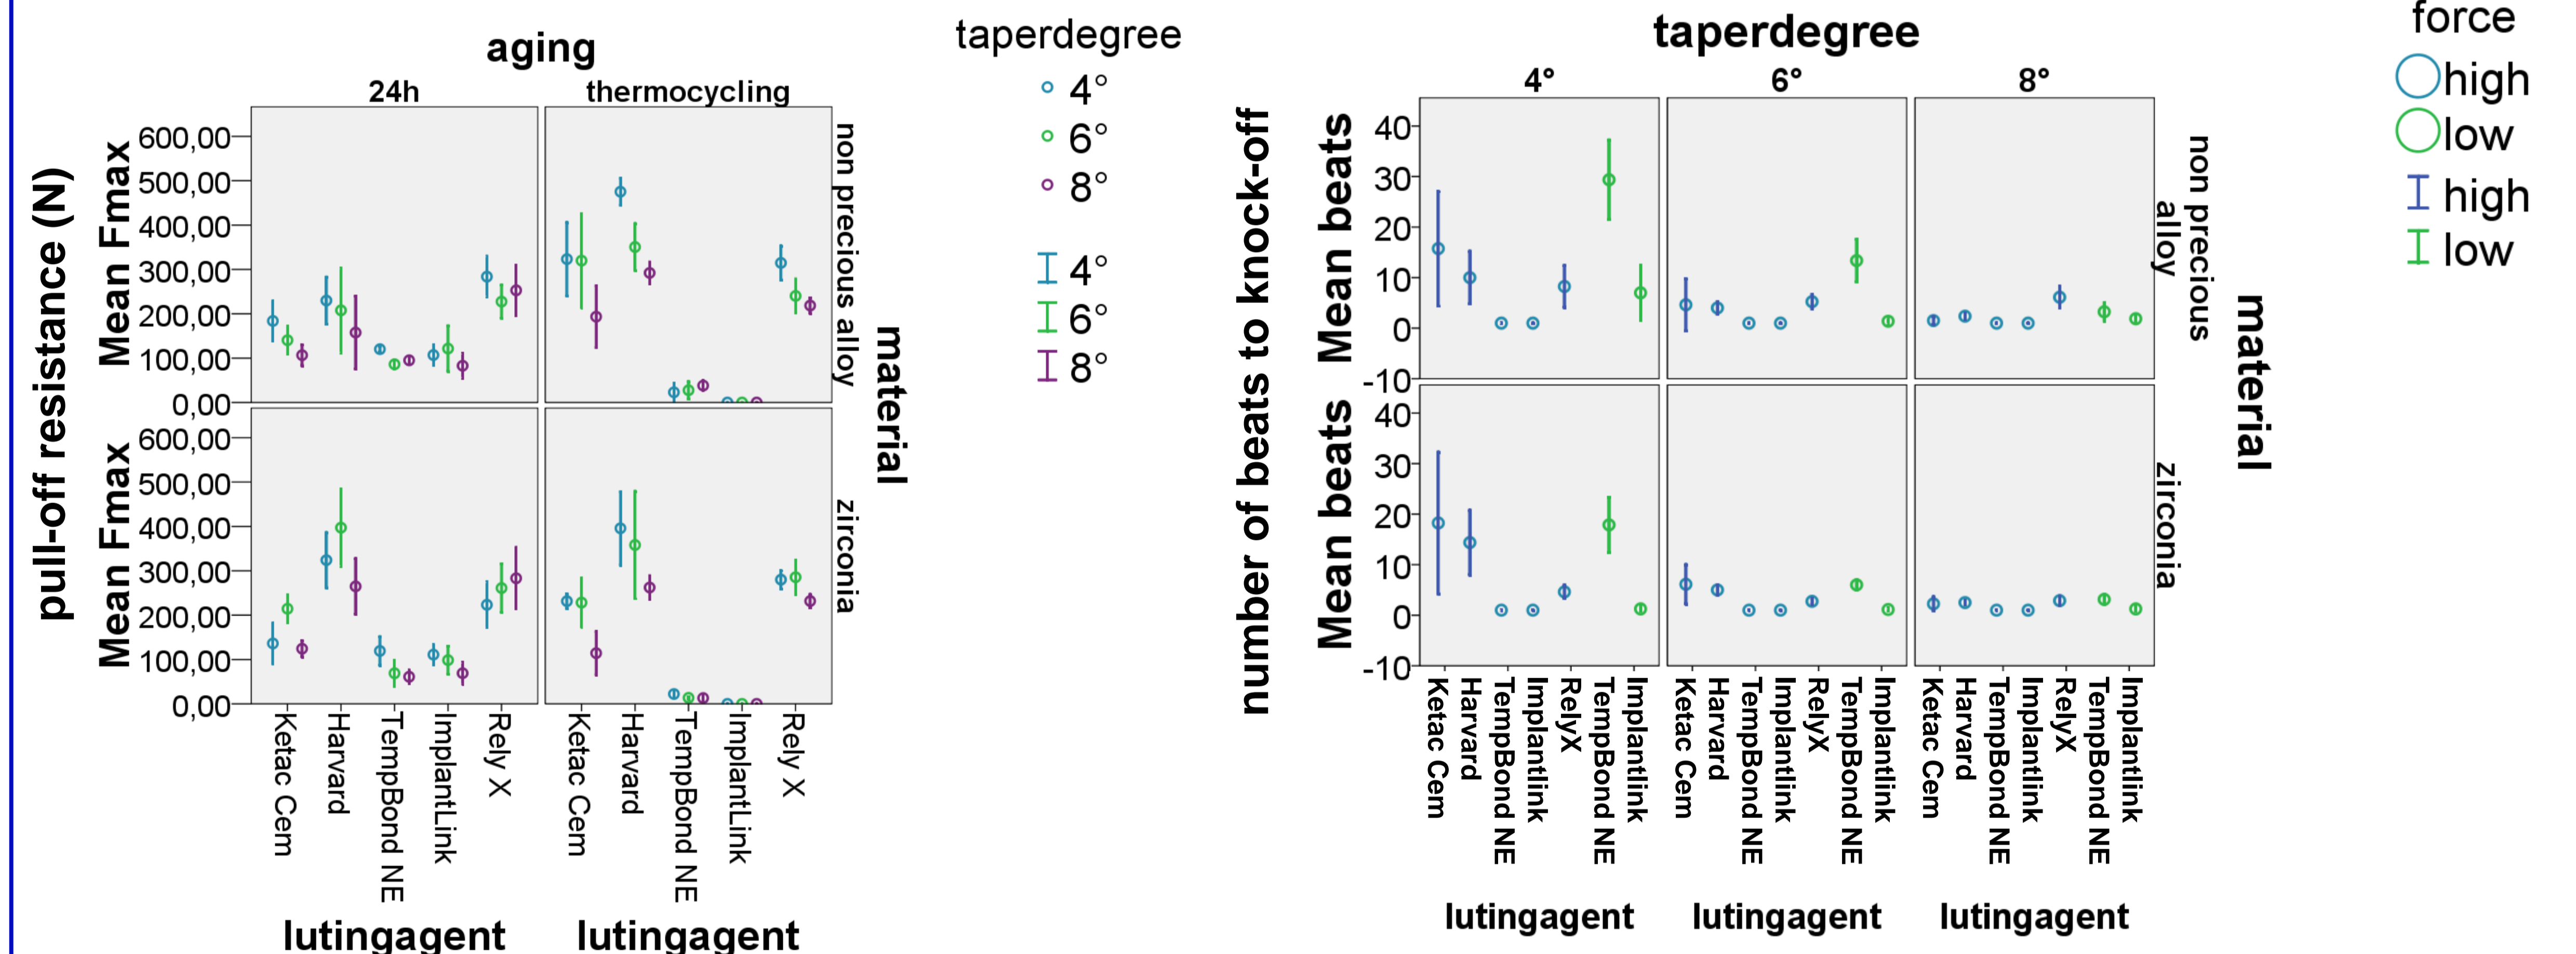 aging
24h
thermocycling
pull-off resistance (N)
Mean Fmax
600,00
500,00
400,00
300,00
200,00
100,00
0,00
non precious alloy
Mean Fmax
600,00
500,00
400,00
300,00
200,00
100,00
0,00
zirconia
material
Ketac Cem
Harvard
TempBond NE
ImplantLink
Rely X
Ketac Cem
Harvard
TempBond NE
ImplantLink
Rely X
lutingagent
lutingagent
taperdegree
4°
6°
8°
4°
6°
8°
taperdegree
4°
6°
8°
number of beats to knock-off
Mean beats
40
30
20
10
0
-10
non precious
alloy
Mean beats
40
30
20
10
0
-10
zirconia
material
Ketac Cem
Harvard
TempBond NE
Implantlink
RelyX
TempBond NE
Implantlink
Ketac Cem
Harvard
TempBond NE
Implantlink
RelyX
TempBond NE
Implantlink
Ketac Cem
Harvard
TempBond NE
Implantlink
RelyX
TempBond NE
Implantlink
lutingagent
lutingagent
lutingagent
force
high
low
high
low